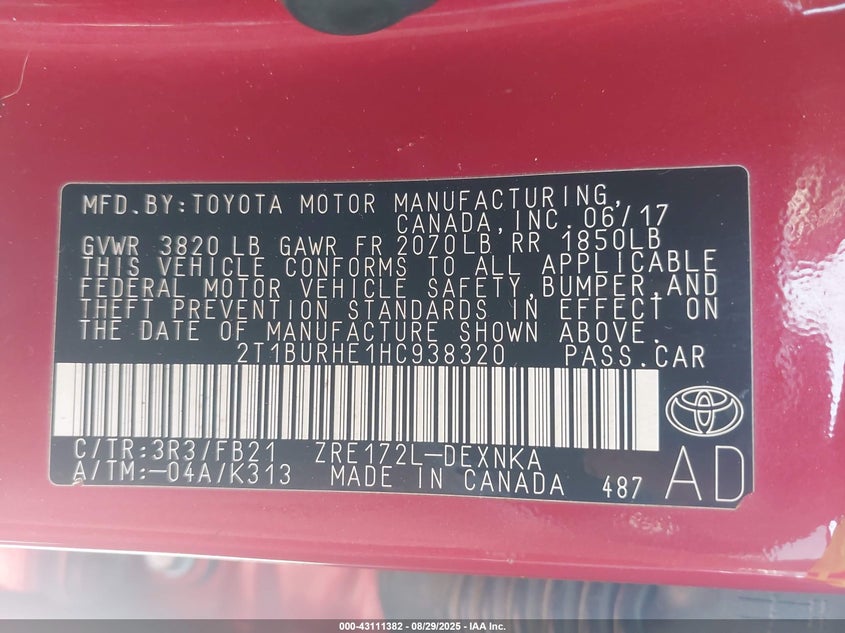 MFD.BY:TOYOTA MOTOR MANUFACTURING,
CANADA,INC. 06/17
GVWR 3820 LB GAWR FR 2070LB RR 1850LB
THIS VEHICLE CONFORMS TO ALL APPLICABLE
FEDERAL MOTOR VEHICLE SAFETY,BUMPER,AND
THEFT PREVENTION STANDARDS IN EFFECT ON
THE DATE OF MANUFACTURE SHOWN ABOVE.
2T1BURHE1HC938320 PASS.CAR
C/TR:3R3/FB21 ZRE172L-DEXNKA
A/TM:-04A/K313 MADE IN CANADA 487 AD
000-43111382 - 08/29/2025 - IAA Inc.